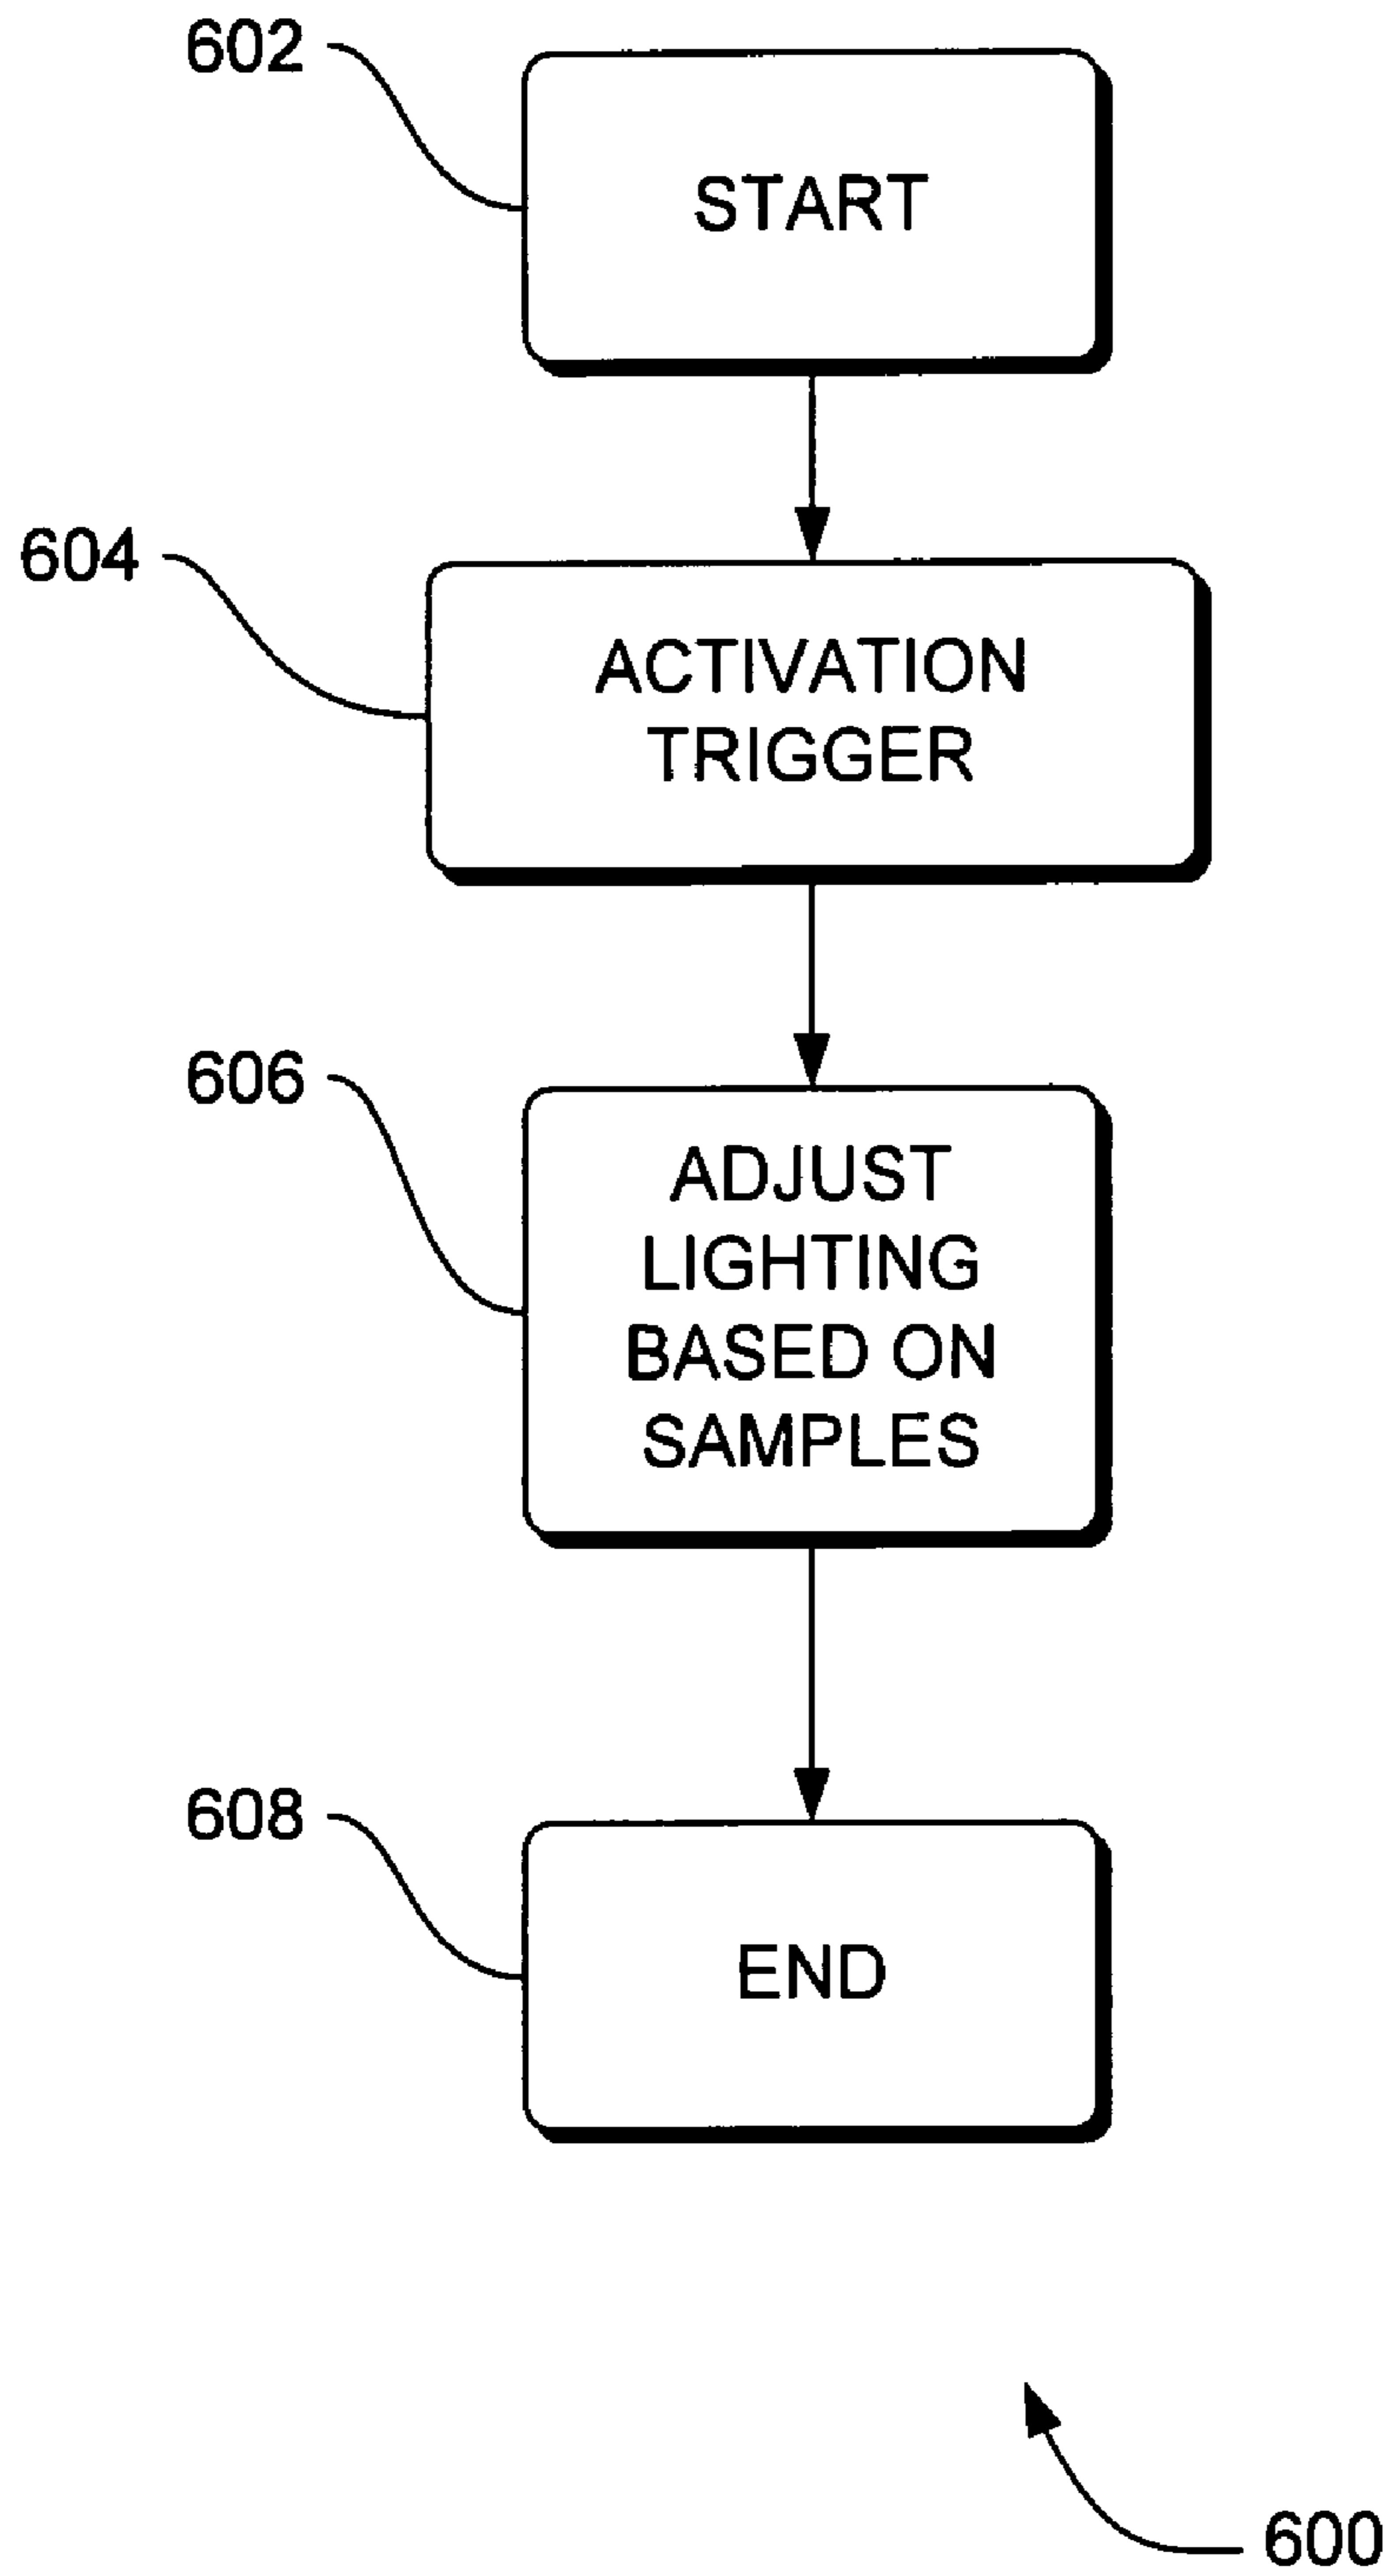 602
START
604
ACTIVATION
TRIGGER
606
ADJUST
LIGHTING
BASED ON
SAMPLES
608
END
600